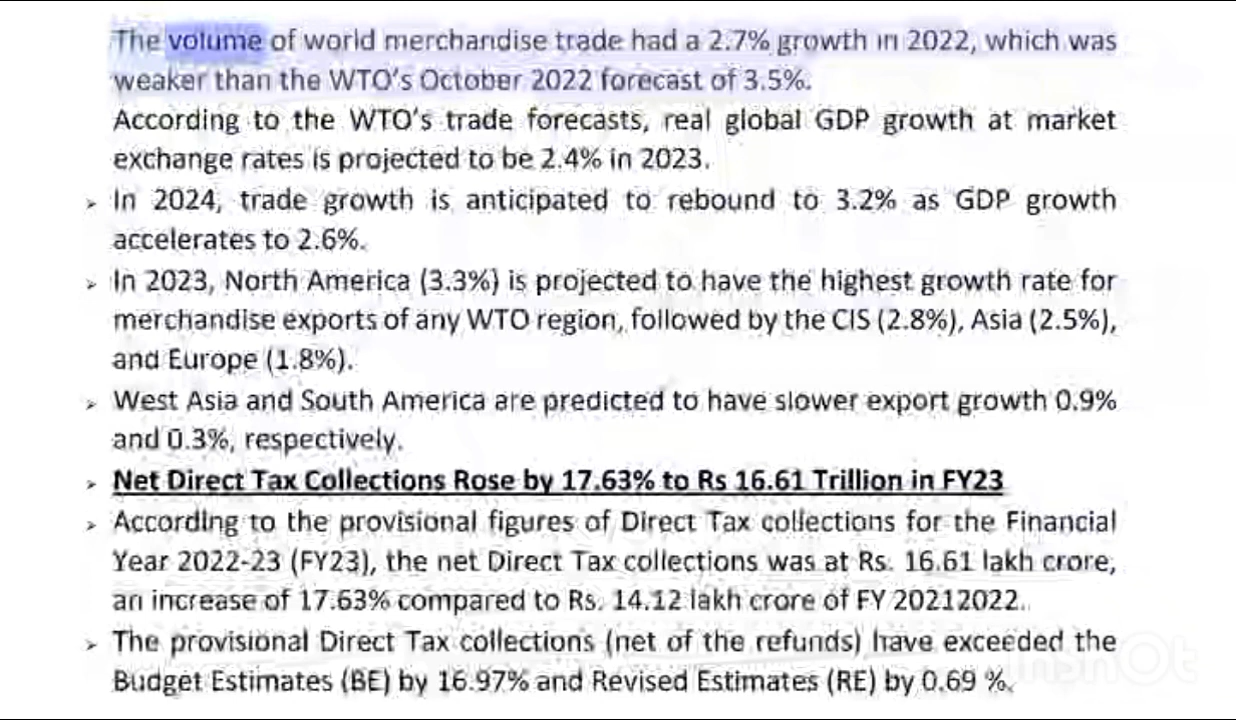 The volume of world merchandise trade had a 2.7% growth in 2022, which was
weaker than the WTO's October 2022 forecast of 3.5%.
According to the WTO's trade forecasts, real global GDP growth at market
exchange rates is projected to be 2.4% in 2023.
➢ In 2024, trade growth is anticipated to rebound to 3.2% as GDP growth
accelerates to 2.6%.
➢ In 2023, North America (3.3%) is projected to have the highest growth rate for
merchandise exports of any WTO region, followed by the CIS (2.8%), Asia (2.5%),
and Europe (1.8%).
➢ West Asia and South America are predicted to have slower export growth 0.9%
and 0.3%, respectively.
➢ Net Direct Tax Collections Rose by 17.63% to Rs 16.61 Trillion in FY23
➢ According to the provisional figures of Direct Tax collections for the Financial
Year 2022-23 (FY23), the net Direct Tax collections was at Rs. 16.61 lakh crore,
an increase of 17.63% compared to Rs. 14.12 lakh crore of FY 20212022.
➢ The provisional Direct Tax collections (net of the refunds) have exceeded the
Budget Estimates (BE) by 16.97% and Revised Estimates (RE) by 0.69 %.